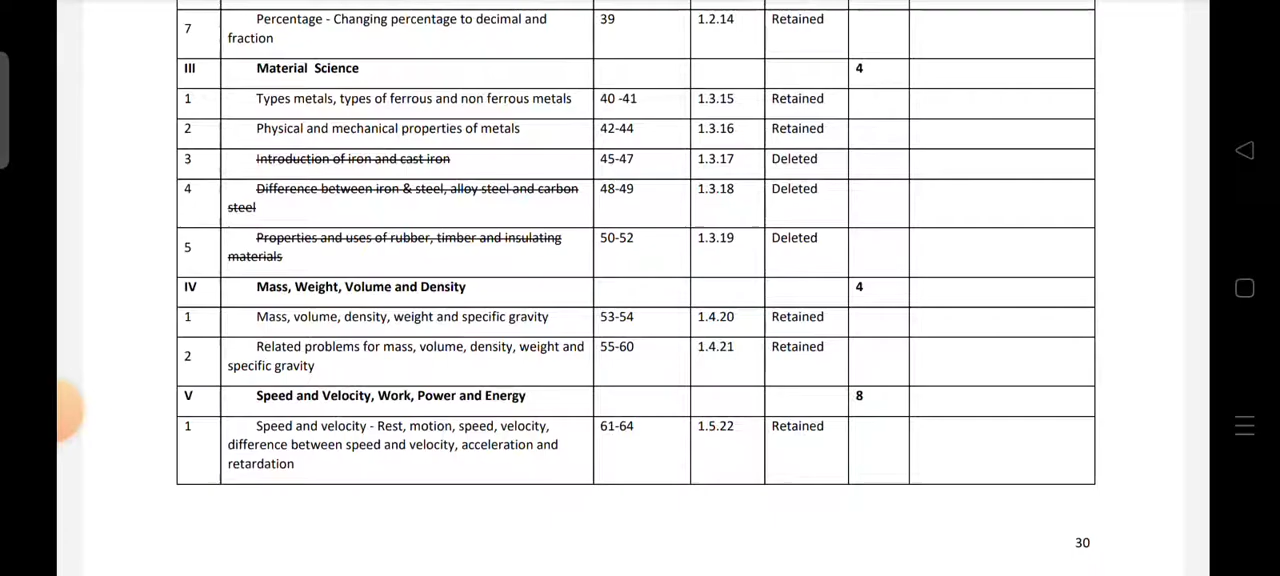 7 Percentage - Changing percentage to decimal and 39 1.2.14 Retained
fraction
III Material Science 4
1 Types metals, types of ferrous and non ferrous metals 40 -41 1.3.15 Retained
2 Physical and mechanical properties of metals 42-44 1.3.16 Retained
3 Introduction of iron and cast iron 45-47 1.3.17 Deleted
4 Difference between iron & steel, alloy steel and carbon 48-49 1.3.18 Deleted
steel
5 Properties and uses of rubber, timber and insulating 50-52 1.3.19 Deleted
materials
IV Mass, Weight, Volume and Density 4
1 Mass, volume, density, weight and specific gravity 53-54 1.4.20 Retained
2 Related problems for mass, volume, density, weight and 55-60 1.4.21 Retained
specific gravity
V Speed and Velocity, Work, Power and Energy 8
1 Speed and velocity - Rest, motion, speed, velocity, 61-64 1.5.22 Retained
difference between speed and velocity, acceleration and
retardation
30